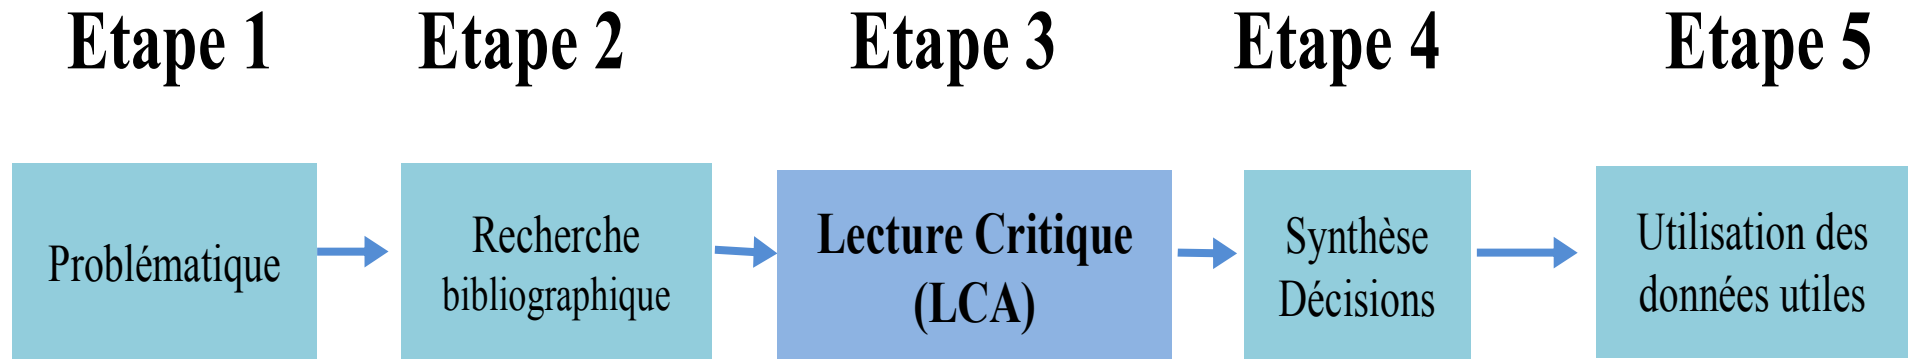 Etape 1
Etape 2
Etape 3
Etape 4
Etape 5
Problématique
Recherche
bibliographique
Lecture Critique
(LCA)
Synthèse
Décisions
Utilisation des
données utiles